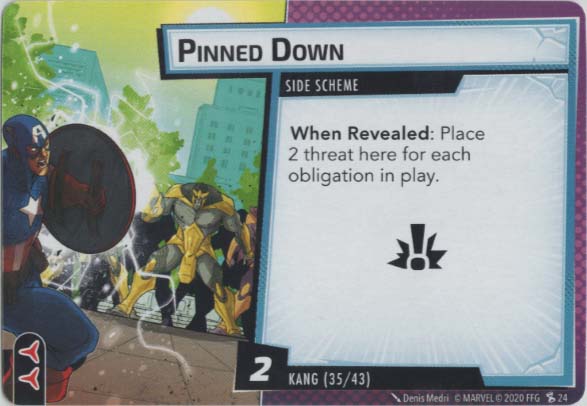 PINNED DOWN
SIDE SCHEME
When Revealed: Place
2 threat here for each
obligation in play.
2
KANG (35/43)
Denis Medri © MARVEL © 2020 FFG 24